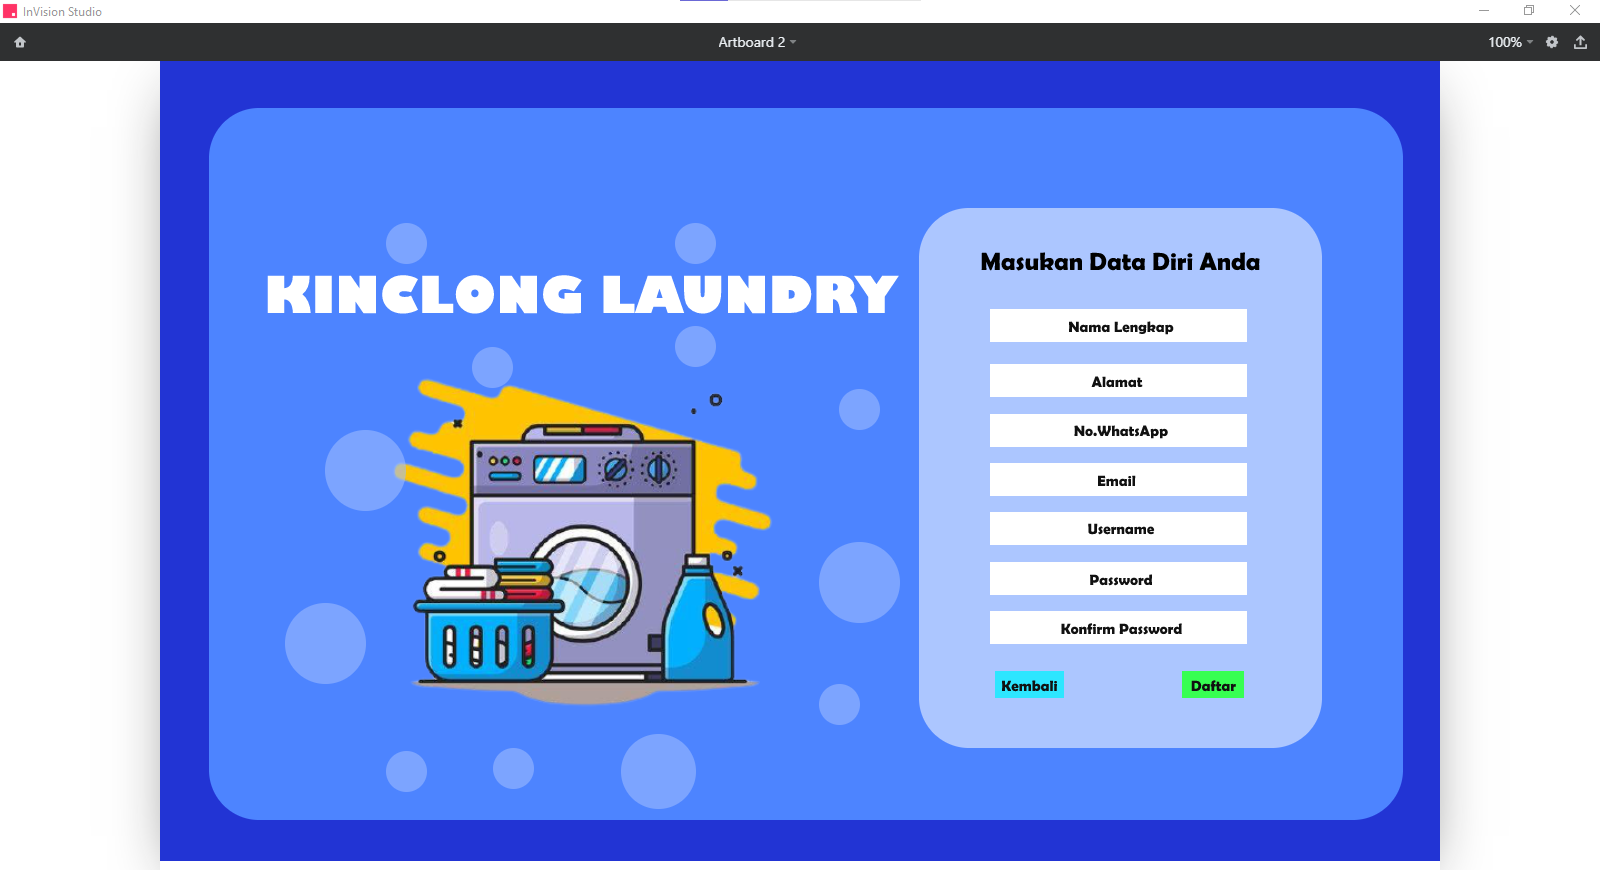 InVision Studio
Artboard 2
100%
KINCLONG LAUNDRY
Masukan Data Diri Anda
Nama Lengkap
Alamat
No.WhatsApp
Email
Username
Password
Konfirm Password
Kembali
Daftar